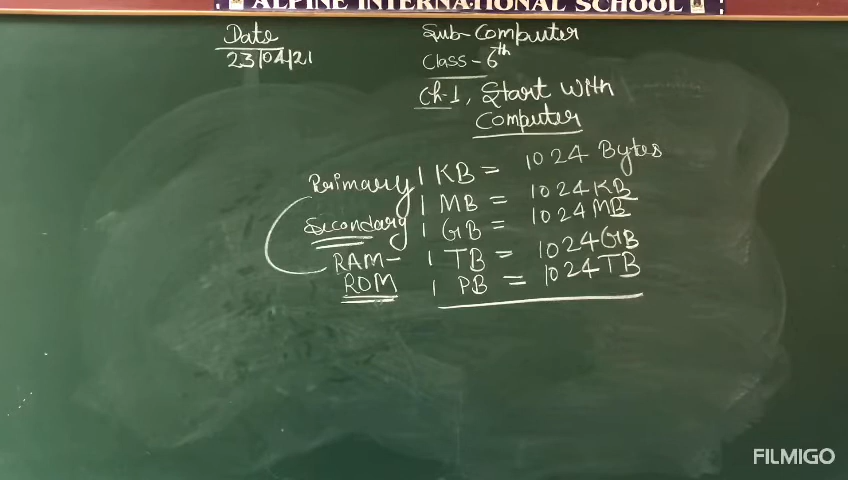 ALPINE INTERNATIONAL SCHOOL
Date
23/04/21
Sub- Computer
Class - 6th
Ch-1, Start With
Computer
Primary
Secondary
RAM-
ROM
1 KB = 1024 Bytes
1 MB = 1024 KB
1 GB = 1024 MB
1 TB = 1024 GB
1 PB = 1024 TB
FILMIGO